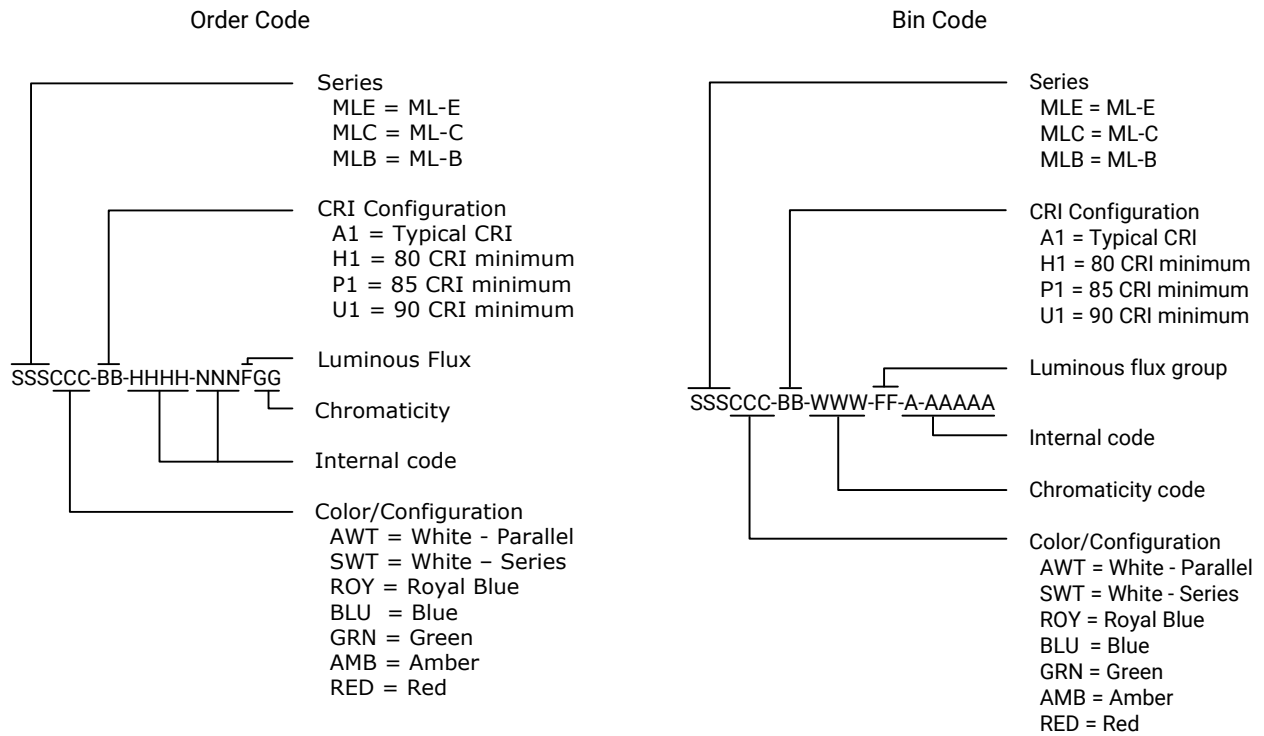 Order Code
Series
MLE = ML-E
MLC = ML-C
MLB = ML-B
CRI Configuration
A1 = Typical CRI
H1 = 80 CRI minimum
P1 = 85 CRI minimum
U1 = 90 CRI minimum
Luminous Flux
SSSCCC-BB-HHHH-NNNFGG
Chromaticity
Internal code
Color/Configuration
AWT = White - Parallel
SWT = White – Series
ROY = Royal Blue
BLU = Blue
GRN = Green
AMB = Amber
RED = Red
Bin Code
Series
MLE = ML-E
MLC = ML-C
MLB = ML-B
CRI Configuration
A1 = Typical CRI
H1 = 80 CRI minimum
P1 = 85 CRI minimum
U1 = 90 CRI minimum
Luminous flux group
SSSCCC-BB-WWW-FF-A-AAAAA
Internal code
Chromaticity code
Color/Configuration
AWT = White - Parallel
SWT = White - Series
ROY = Royal Blue
BLU = Blue
GRN = Green
AMB = Amber
RED = Red